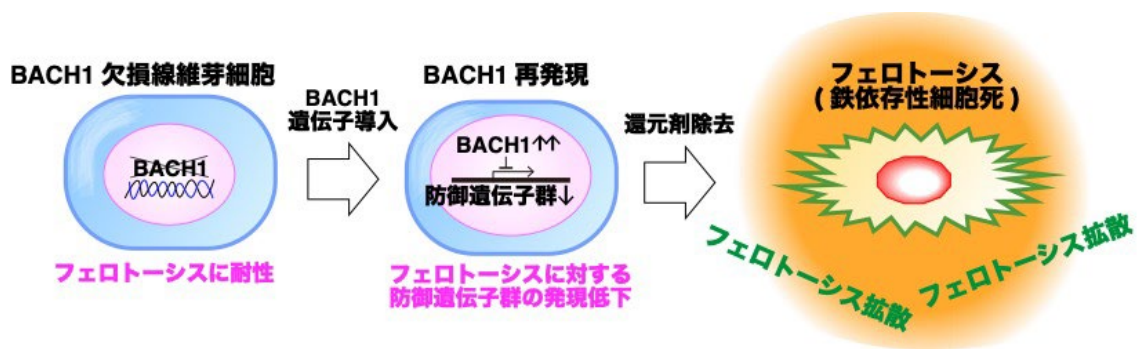 BACH1 欠損線維芽細胞
BACH1
フェロトーシスに耐性
BACH1
遺伝子導入
BACH1 再発現
BACH1↑↑
防御遺伝子群↓
フェロトーシスに対する
防御遺伝子群の発現低下
還元剤除去
フェロトーシス
( 鉄依存性細胞死 )
フェロトーシス拡散
フェロトーシス拡散